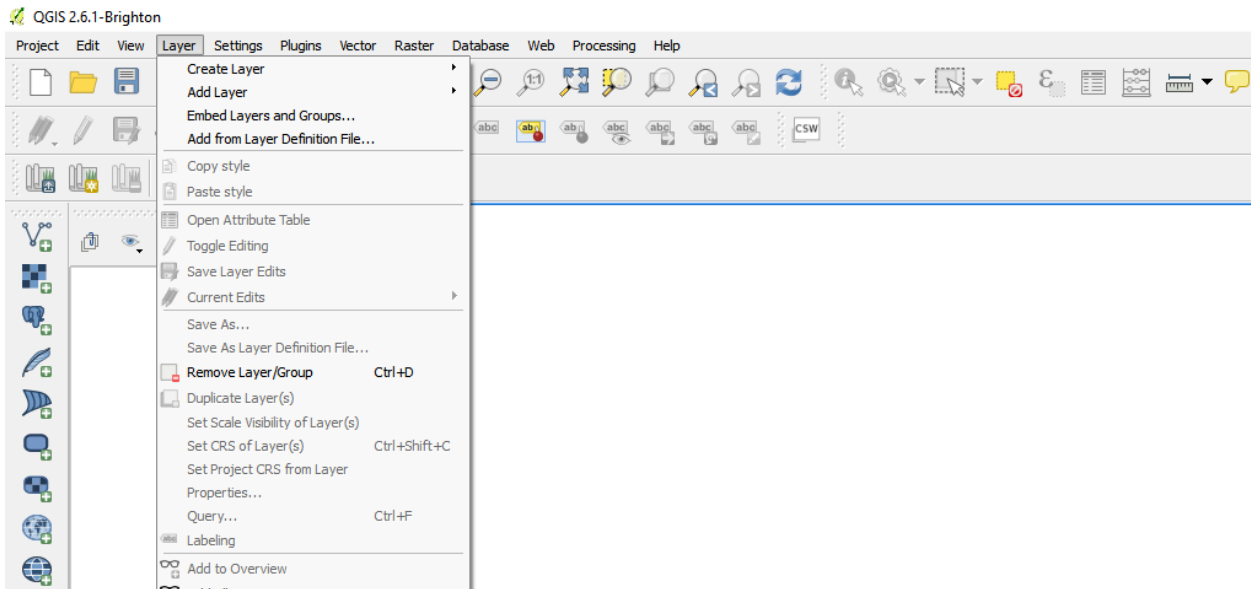 QGIS 2.6.1-Brighton
Project Edit View Layer Settings Plugins Vector Raster Database Web Processing Help
Create Layer
Add Layer
Embed Layers and Groups...
Add from Layer Definition File...
Copy style
Paste style
Open Attribute Table
Toggle Editing
Save Layer Edits
Current Edits
Save As...
Save As Layer Definition File...
Remove Layer/Group Ctrl+D
Duplicate Layer(s)
Set Scale Visibility of Layer(s)
Set CRS of Layer(s) Ctrl+Shift+C
Set Project CRS from Layer
Properties...
Query... Ctrl+F
Labeling
Add to Overview
1:1
abc ab ab abc abc abc abc CSW